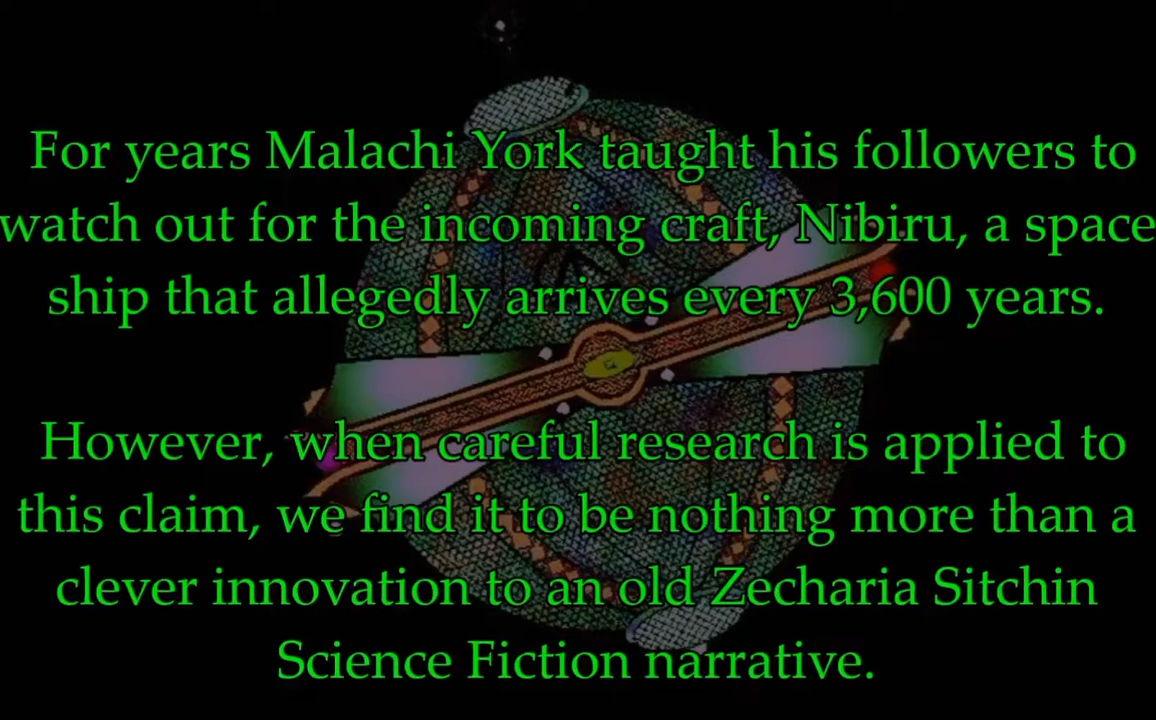 For years Malachi York taught his followers to
watch out for the incoming craft, Nibiru, a space
ship that allegedly arrives every 3,600 years.
However, when careful research is applied to
this claim, we find it to be nothing more than a
clever innovation to an old Zecharia Sitchin
Science Fiction narrative.